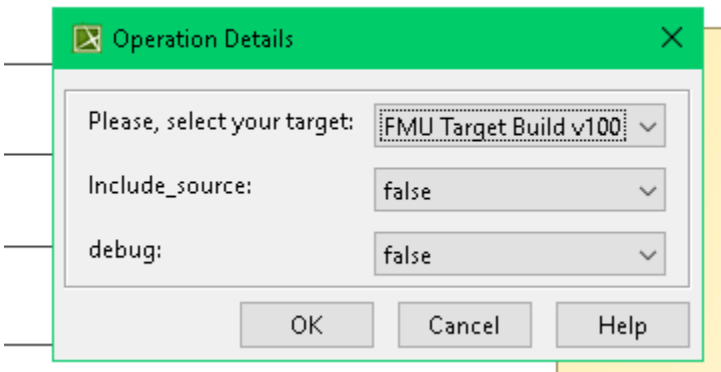 Operation Details
Please, select your target: FMU Target Build v100
Include_source: false
debug: false
OK Cancel Help